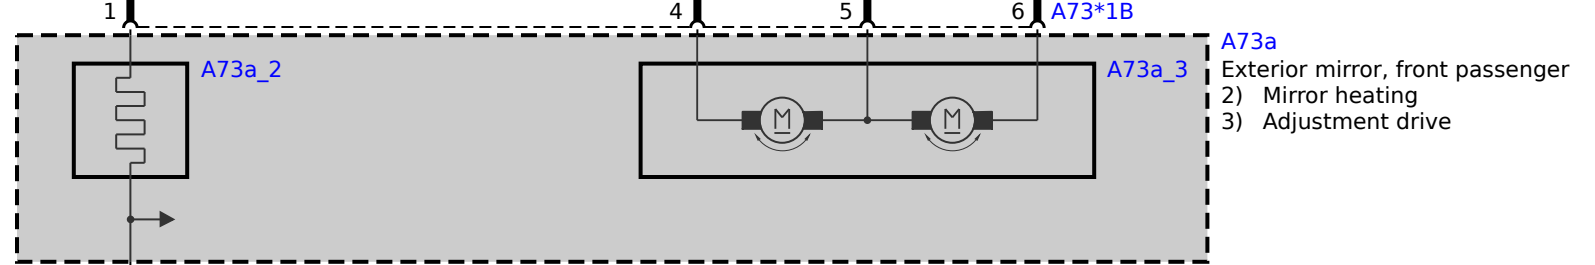 1 4 5 6 A73*1B
A73a
A73a_2 A73a_3 Exterior mirror, front passenger
2) Mirror heating
3) Adjustment drive
M M